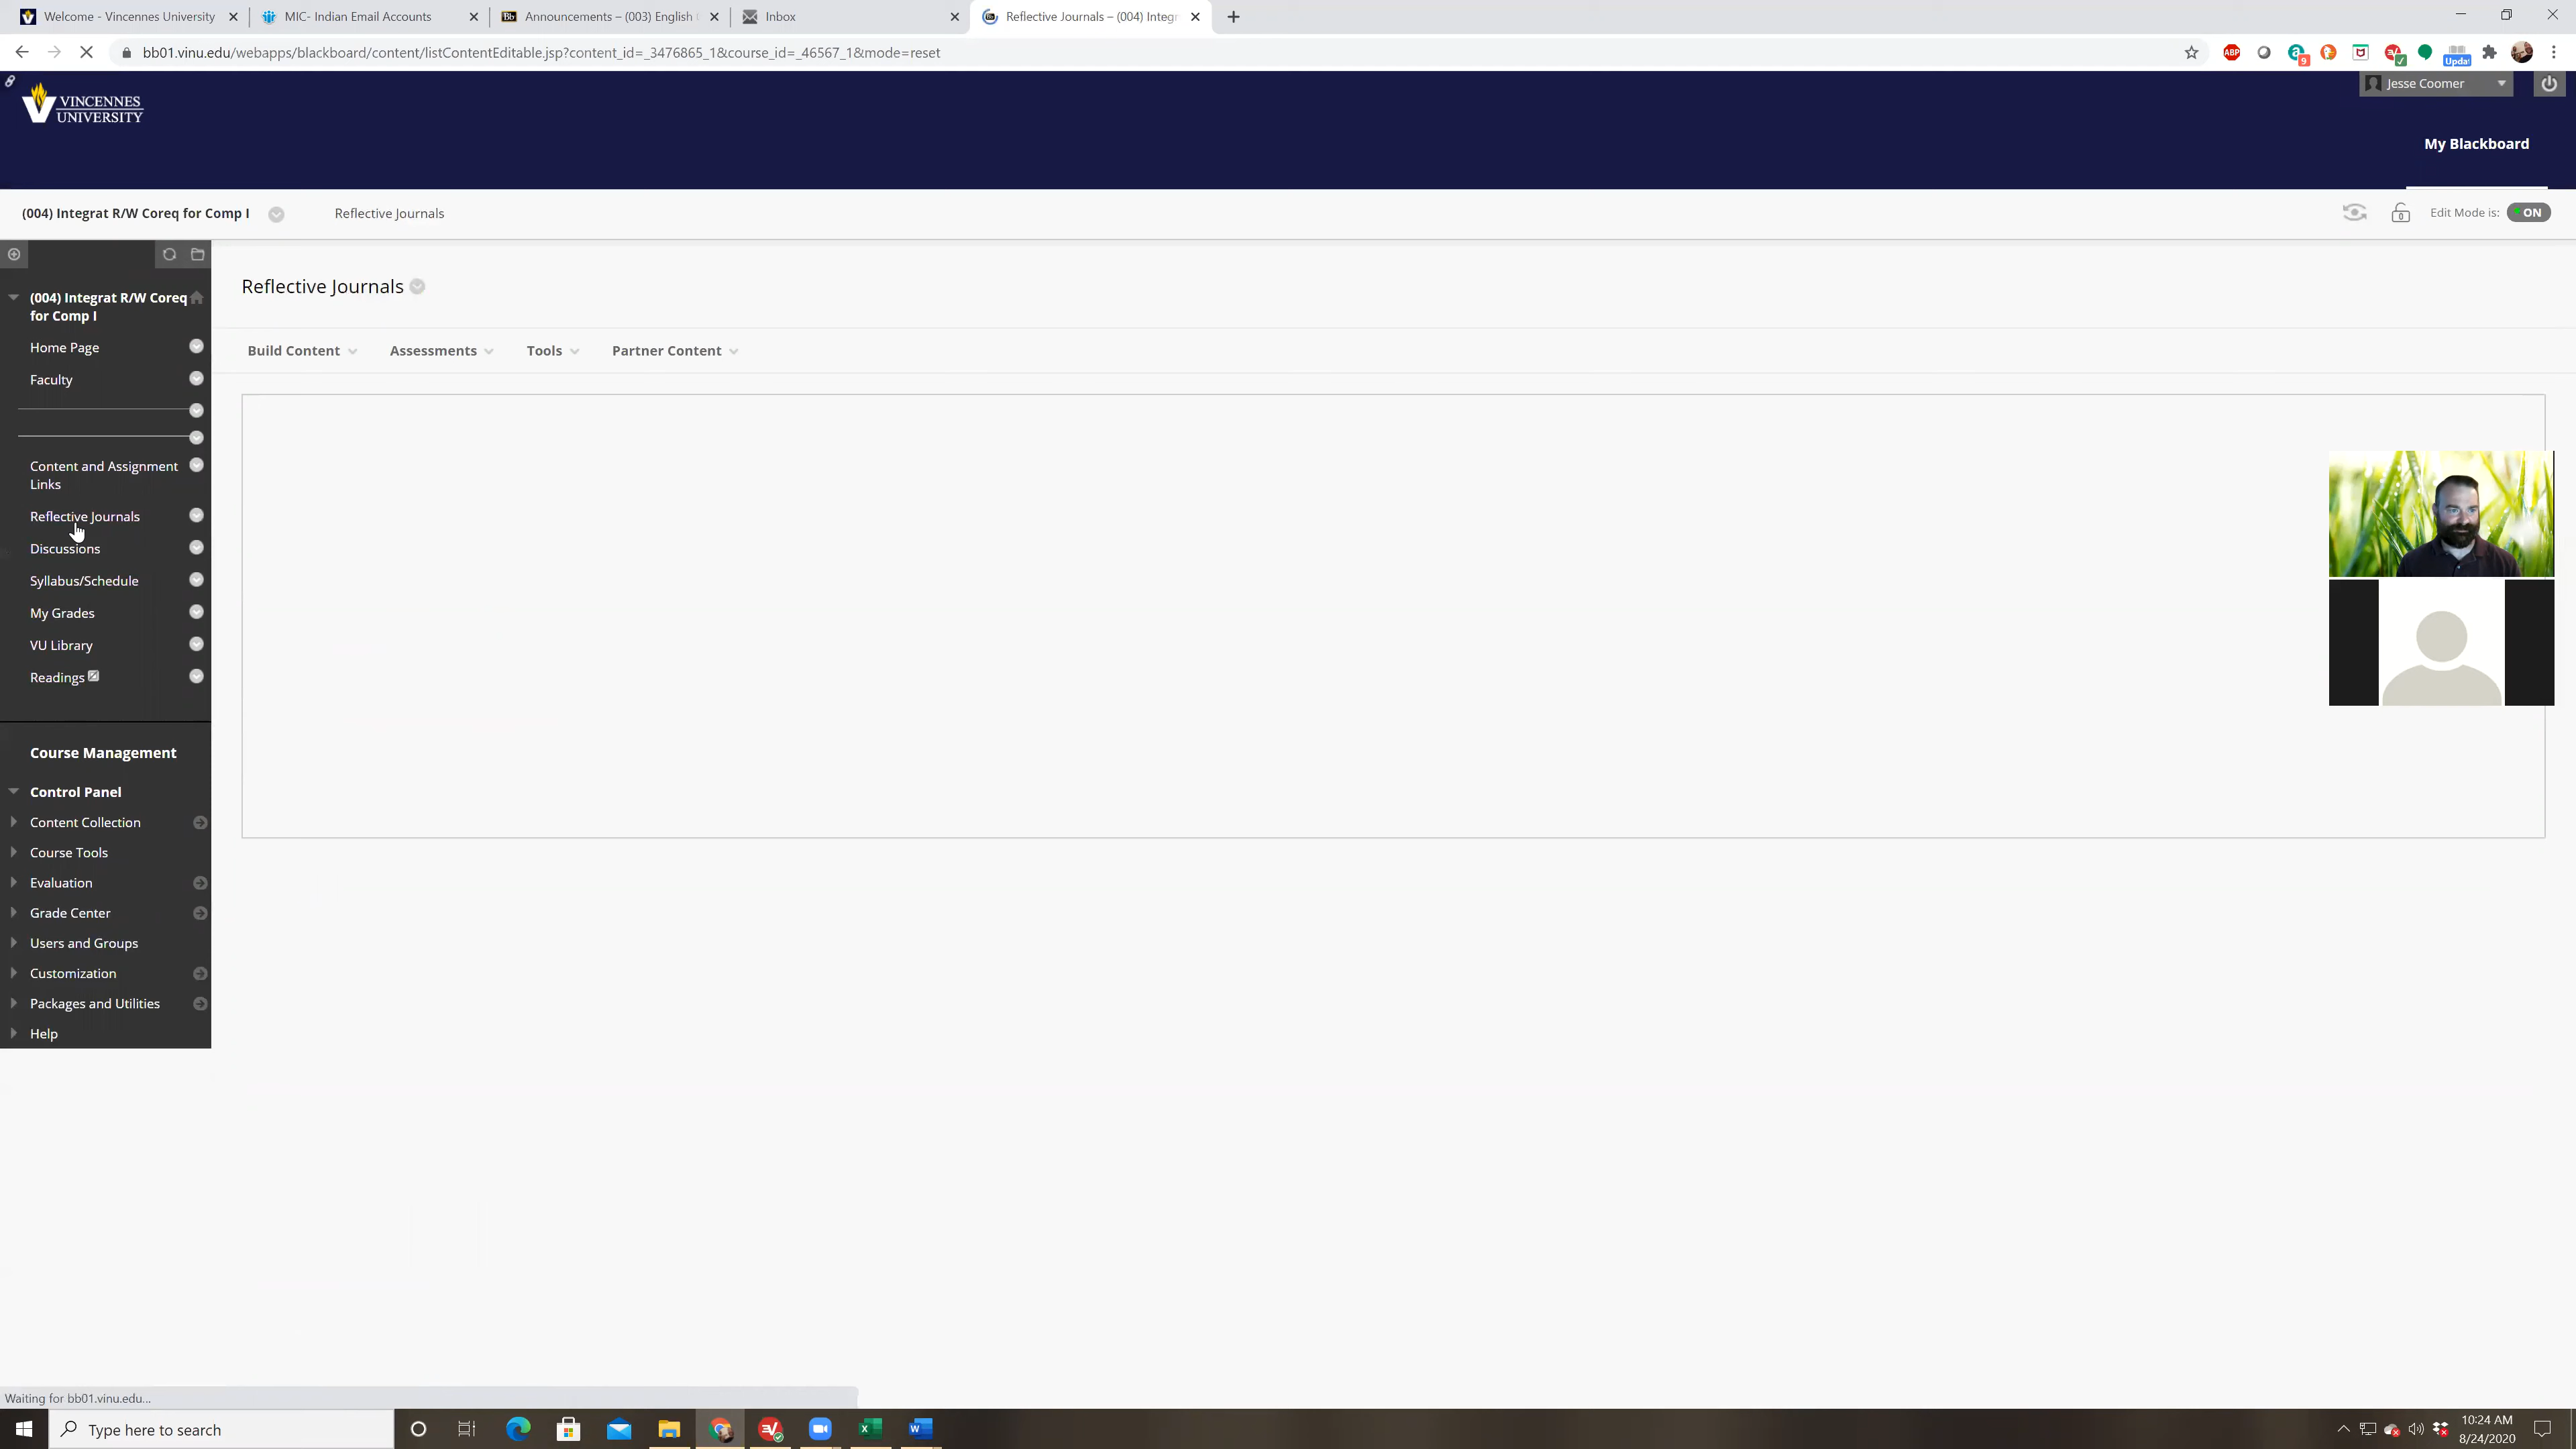 Welcome - Vincennes University
MIC- Indian Email Accounts
Announcements – (003) English
Inbox
Reflective Journals – (004) Integr
bb01.vinu.edu/webapps/blackboard/content/listContentEditable.jsp?content_id=_3476865_1&course_id=_46567_1&mode=reset
ABP
9
Updat
VINCENNES
UNIVERSITY
Jesse Coomer
My Blackboard
(004) Integrat R/W Coreq for Comp I
Reflective Journals
Edit Mode is: ON
(004) Integrat R/W Coreq
for Comp I
Home Page
Faculty
Content and Assignment
Links
Reflective Journals
Discussions
Syllabus/Schedule
My Grades
VU Library
Readings
Course Management
Control Panel
Content Collection
Course Tools
Evaluation
Grade Center
Users and Groups
Customization
Packages and Utilities
Help
Reflective Journals
Build Content
Assessments
Tools
Partner Content
Waiting for bb01.vinu.edu...
Type here to search
10:24 AM
8/24/2020